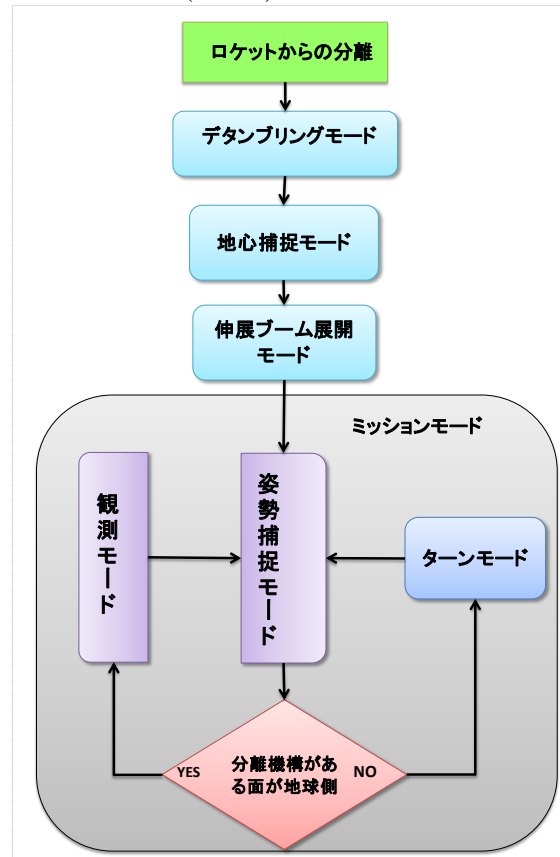 ロケットからの分離
デタンブリングモード
地心捕捉モード
伸展ブーム展開
モード
ミッションモード
観測モード
姿勢捕捉モード
ターンモード
YES
分離機構があ
る面が地球側
NO